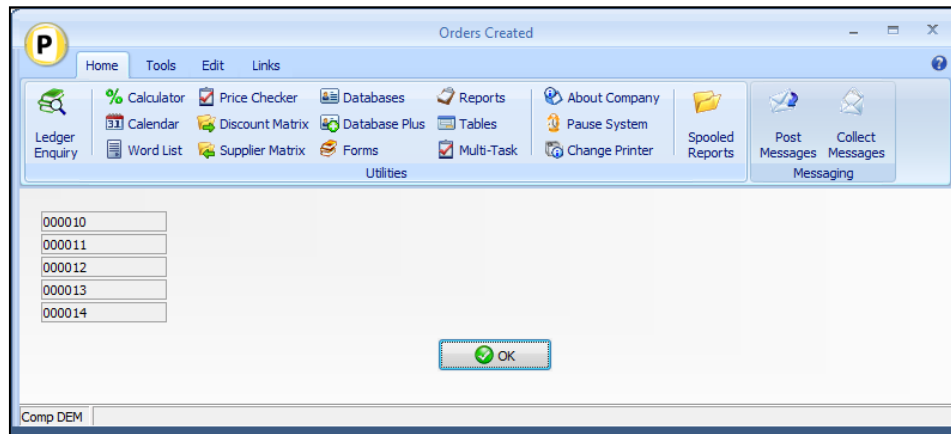 Orders Created
P
Home Tools Edit Links
Ledger Enquiry
% Calculator Price Checker Databases Reports About Company
31 Calendar Discount Matrix Database Plus Tables Pause System
Word List Supplier Matrix Forms Multi-Task Change Printer
Spooled Reports
Post Messages
Collect Messages
Utilities
Messaging
000010
000011
000012
000013
000014
OK
Comp DEM